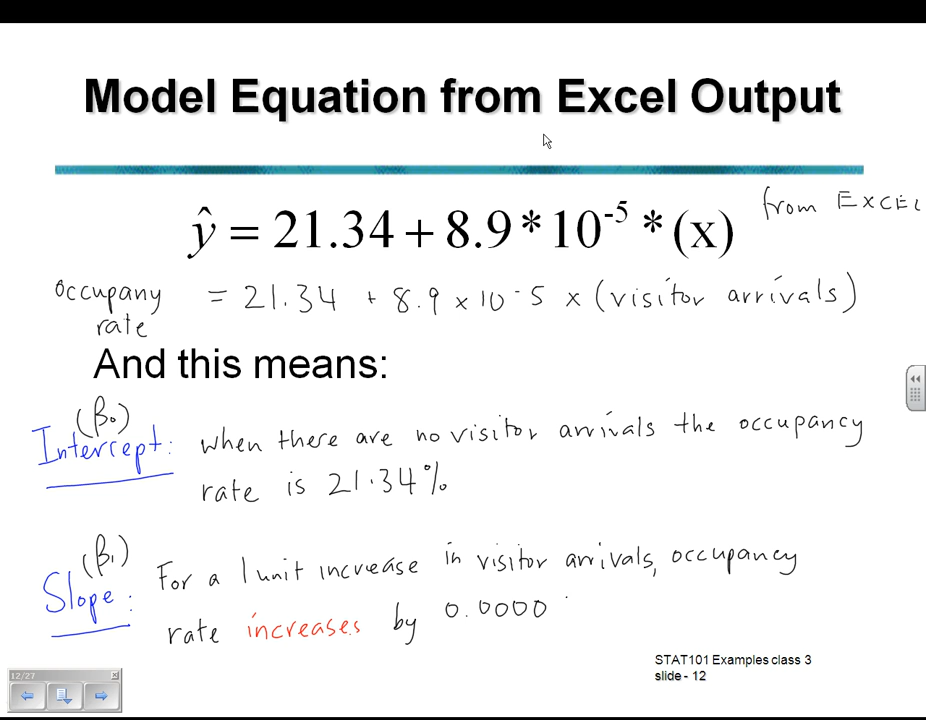 Model Equation from Excel Output
ŷ = 21.34 + 8.9*10^-5 *(x)
from EXCEL
occupany = 21.34 + 8.9 x 10^-5 x (visitor arrivals)
rate
And this means:
(β₀)
Intercept: when there are no visitor arrivals the occupancy
rate is 21.34%
(β₁)
Slope: For a 1 unit increase in visitor arrivals, occupancy
rate increases by 0.0000
STAT101 Examples class 3
slide - 12
12/27